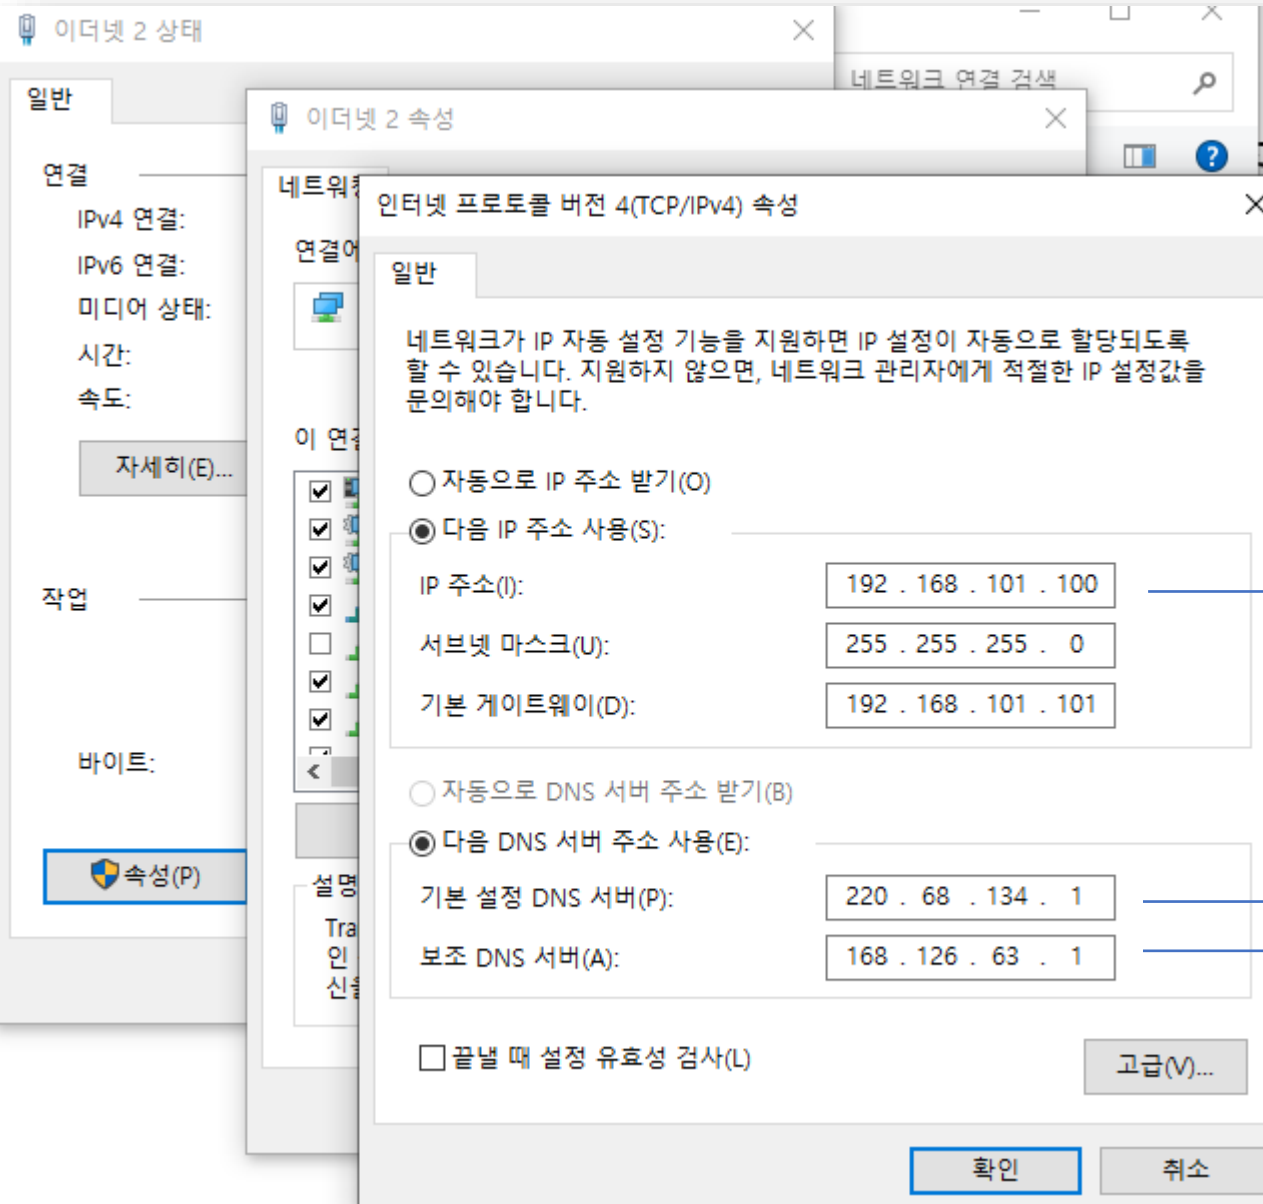 이더넷 2 상태
네트워크 연결 검색
일반
이더넷 2 속성
연결
IPv4 연결:
IPv6 연결:
미디어 상태:
시간:
속도:
자세히(E)...
작업
바이트:
속성(P)
이 연
설명
Tra
인
인터넷 프로토콜 버전 4(TCP/IPv4) 속성
일반
네트워크가 IP 자동 설정 기능을 지원하면 IP 설정이 자동으로 할당되도록
할 수 있습니다. 지원하지 않으면, 네트워크 관리자에게 적절한 IP 설정값을
문의해야 합니다.
자동으로 IP 주소 받기(O)
다음 IP 주소 사용(S):
IP 주소(I): 192 . 168 . 101 . 100
서브넷 마스크(U): 255 . 255 . 255 . 0
기본 게이트웨이(D): 192 . 168 . 101 . 101
자동으로 DNS 서버 주소 받기(B)
다음 DNS 서버 주소 사용(E):
기본 설정 DNS 서버(P): 220 . 68 . 134 . 1
보조 DNS 서버(A): 168 . 126 . 63 . 1
끝낼 때 설정 유효성 검사(L)
고급(V)...
확인
취소